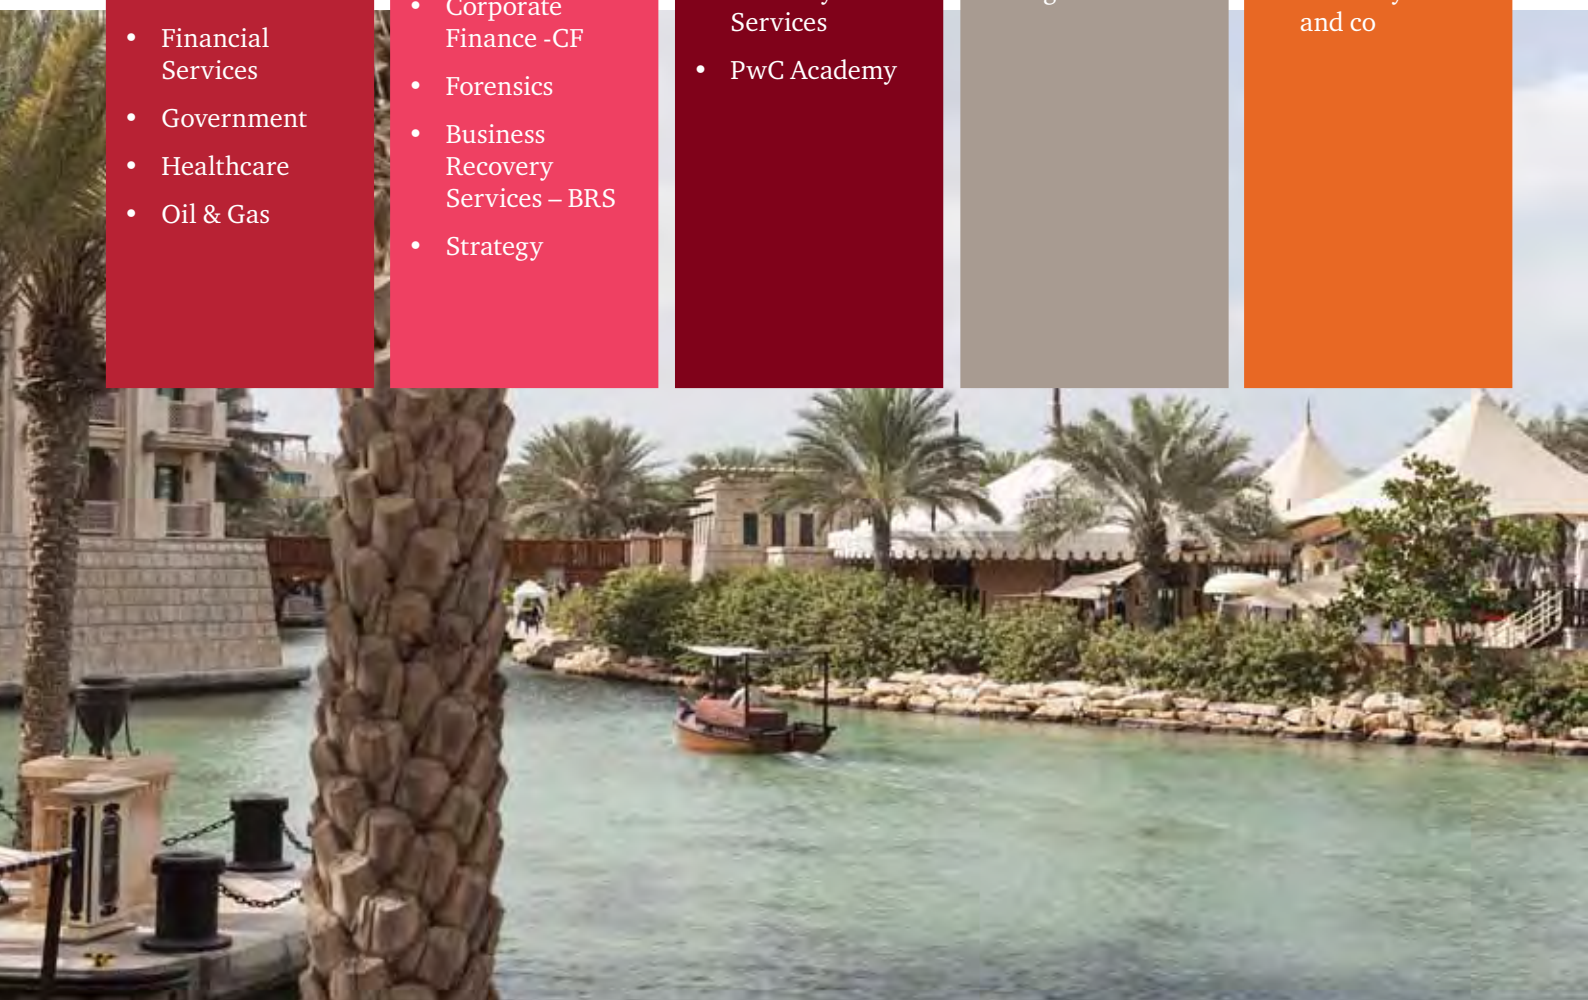 • Financial
Services
• Government
• Healthcare
• Oil & Gas
• Corporate
Finance -CF
• Forensics
• Business
Recovery
Services – BRS
• Strategy
Services
• PwC Academy
and co